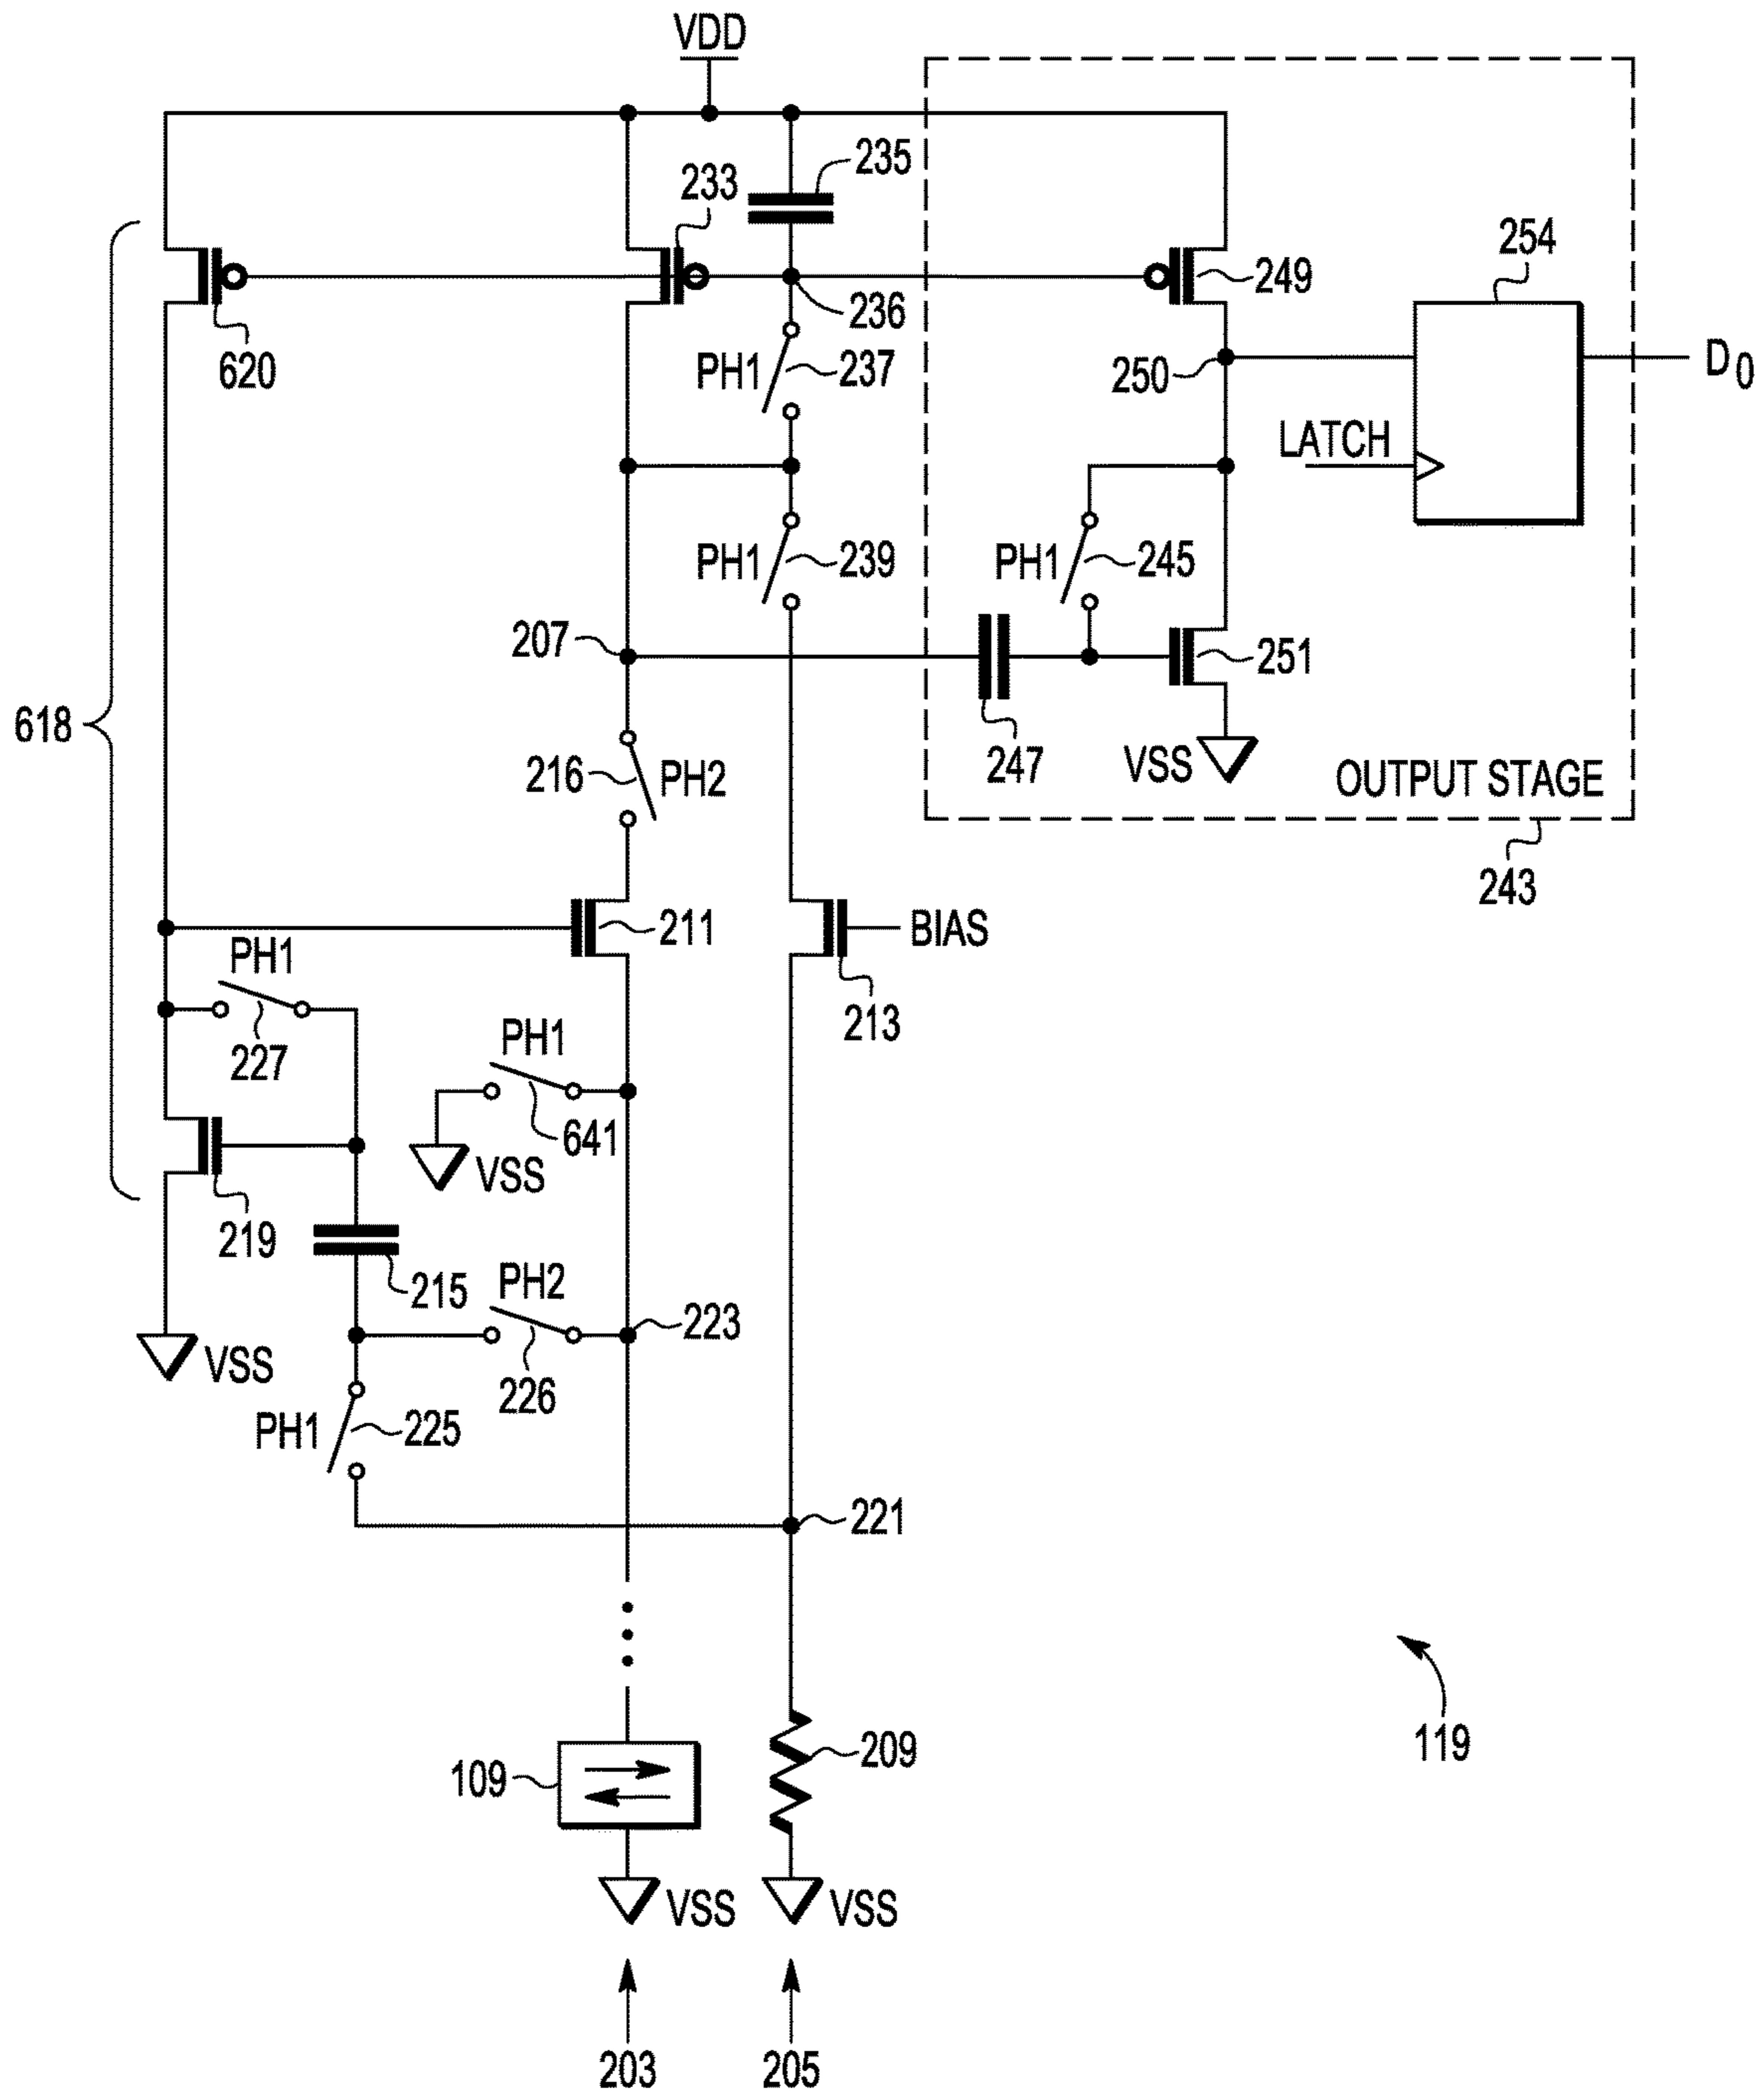 VDD
235
233
254
249
236
620
PH1
237
250
D0
LATCH
PH1
239
PH1
245
207
251
618
216
PH2
247
VSS
OUTPUT STAGE
243
211
BIAS
PH1
213
227
PH1
641
VSS
219
PH2
215
223
VSS
226
PH1
225
221
109
209
119
VSS
VSS
203
205